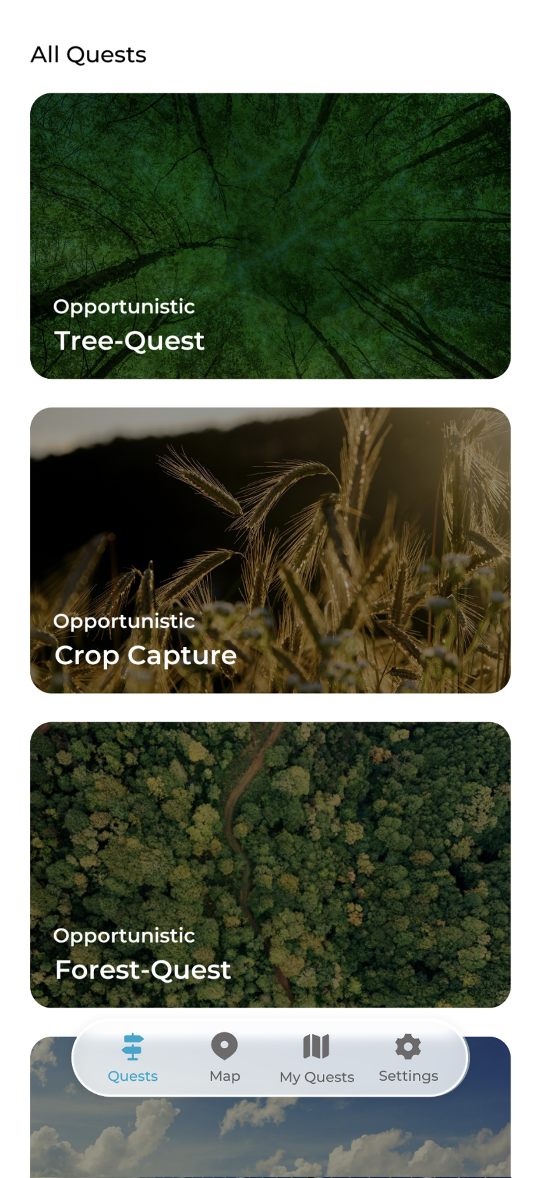 All Quests
Opportunistic
Tree-Quest
Opportunistic
Crop Capture
Opportunistic
Forest-Quest
Quests
Map
My Quests
Settings